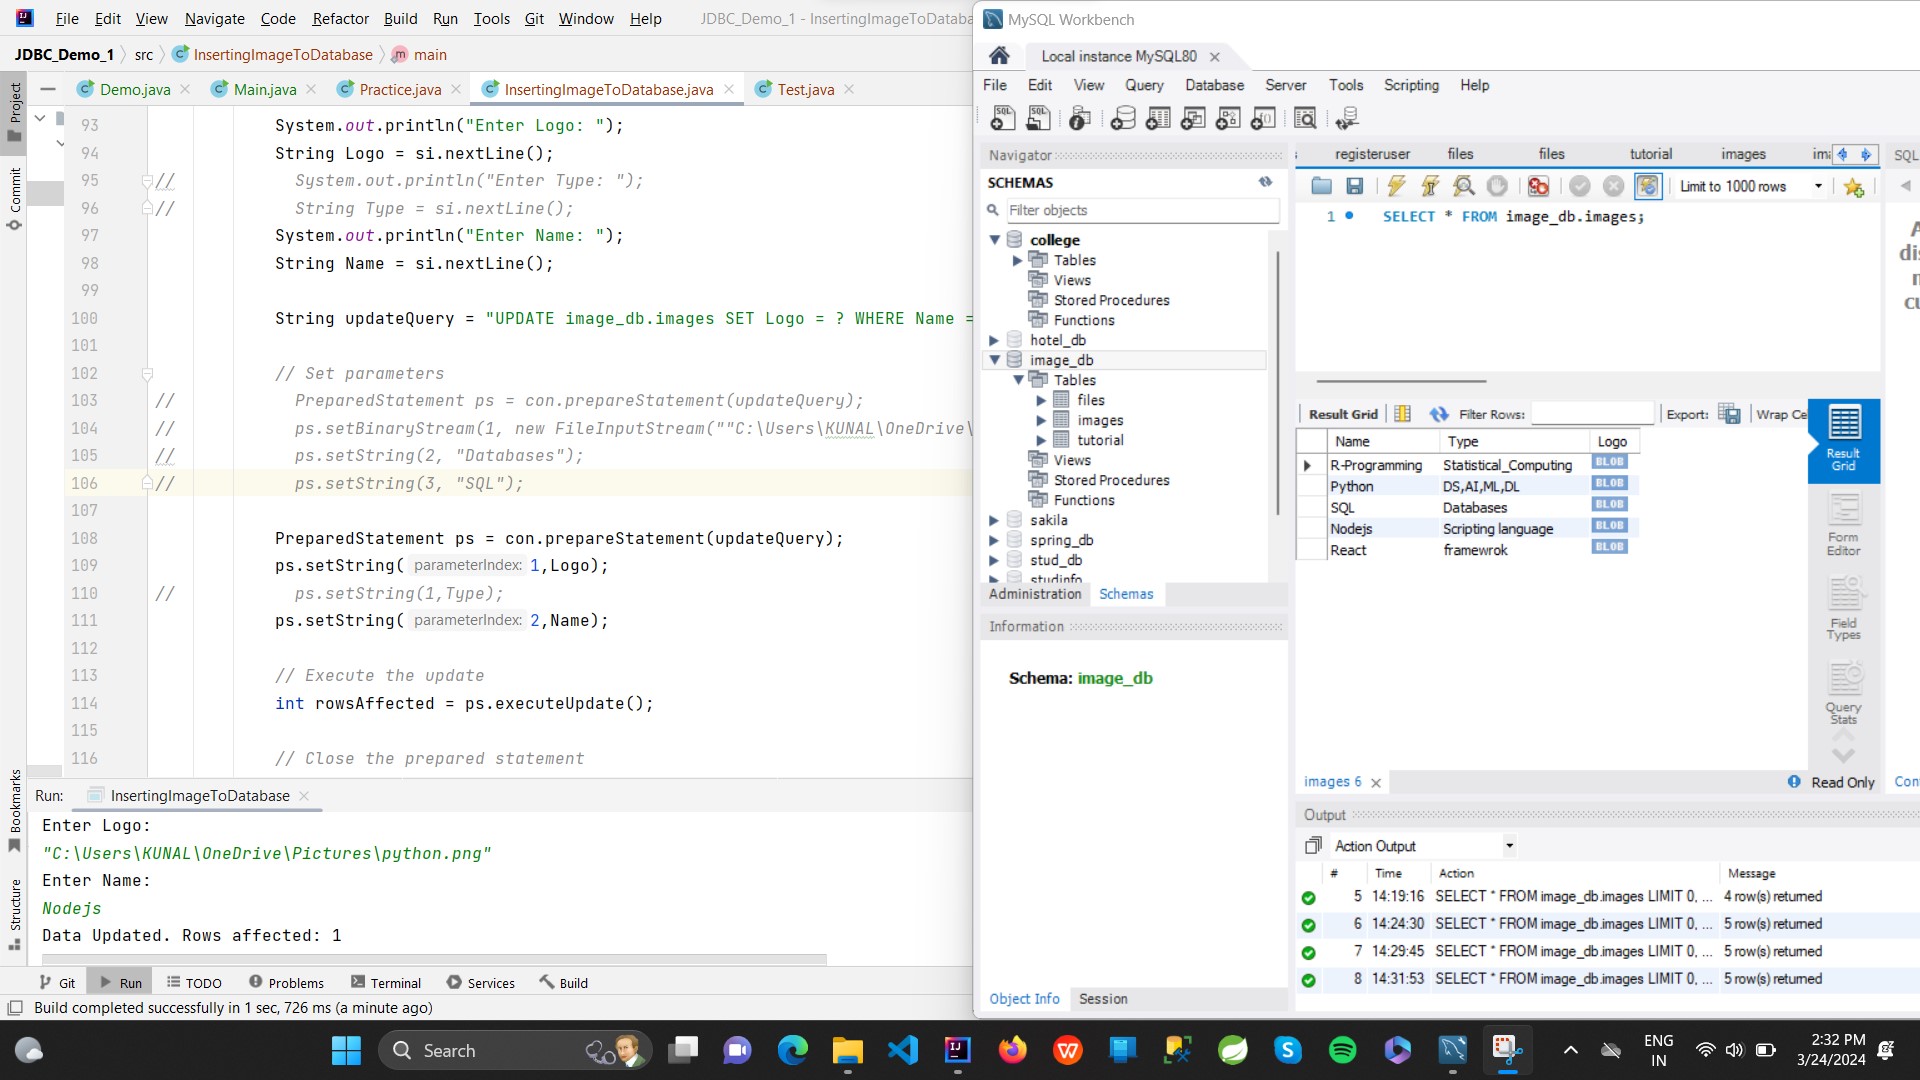 File Edit View Navigate Code Refactor Build Run Tools Git Window Help JDBC_Demo_1 - InsertingImageToDataba
JDBC_Demo_1 src InsertingImageToDatabase main
Demo.java Main.java Practice.java InsertingImageToDatabase.java Test.java
Project
Commit
Bookmarks
Structure
93 System.out.println("Enter Logo: ");
94 String Logo = si.nextLine();
95 // System.out.println("Enter Type: ");
96 // String Type = si.nextLine();
97 System.out.println("Enter Name: ");
98 String Name = si.nextLine();
99
100 String updateQuery = "UPDATE image_db.images SET Logo = ? WHERE Name =
101
102 // Set parameters
103 // PreparedStatement ps = con.prepareStatement(updateQuery);
104 // ps.setBinaryStream(1, new FileInputStream(""C:\Users\KUNAL\OneDrive\
105 // ps.setString(2, "Databases");
106 // ps.setString(3, "SQL");
107
108 PreparedStatement ps = con.prepareStatement(updateQuery);
109 ps.setString( parameterIndex: 1,Logo);
110 // ps.setString(1,Type);
111 ps.setString( parameterIndex: 2,Name);
112
113 // Execute the update
114 int rowsAffected = ps.executeUpdate();
115
116 // Close the prepared statement
Run: InsertingImageToDatabase
Enter Logo:
"C:\Users\KUNAL\OneDrive\Pictures\python.png"
Enter Name:
Nodejs
Data Updated. Rows affected: 1
Git Run TODO Problems Terminal Services Build
Build completed successfully in 1 sec, 726 ms (a minute ago)
MySQL Workbench
Local instance MySQL80
File Edit View Query Database Server Tools Scripting Help
Navigator
SCHEMAS
Filter objects
college
Tables
Views
Stored Procedures
Functions
hotel_db
image_db
Tables
files
images
tutorial
Views
Stored Procedures
Functions
sakila
spring_db
stud_db
studinfo
Administration Schemas
Information
Schema: image_db
Object Info Session
s registeruser files files tutorial images ima SQL
Limit to 1000 rows
1 SELECT * FROM image_db.images;
A
dis
n
cu
Result Grid Filter Rows: Export: Wrap Ce
Name Type Logo
R-Programming Statistical_Computing BLOB
Python DS,AI,ML,DL BLOB
SQL Databases BLOB
Nodejs Scripting language BLOB
React framewrok BLOB
Result Grid
Form Editor
Field Types
Query Stats
images 6 Read Only Con
Output
Action Output
# Time Action Message
5 14:19:16 SELECT * FROM image_db.images LIMIT 0, ... 4 row(s) returned
6 14:24:30 SELECT * FROM image_db.images LIMIT 0, ... 5 row(s) returned
7 14:29:45 SELECT * FROM image_db.images LIMIT 0, ... 5 row(s) returned
8 14:31:53 SELECT * FROM image_db.images LIMIT 0, ... 5 row(s) returned
Search
ENG
IN
2:32 PM
3/24/2024